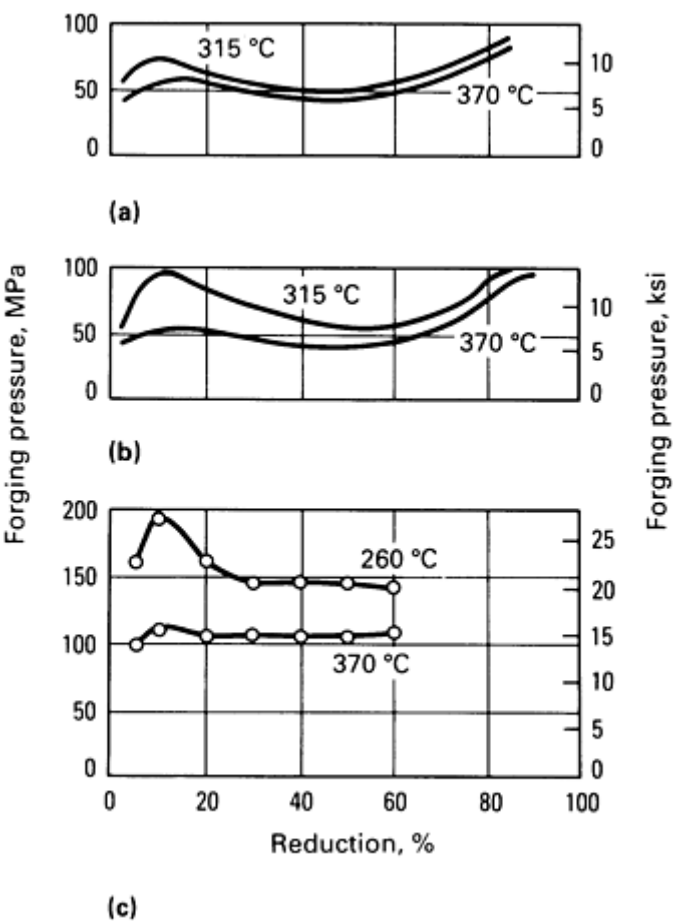 100
315 °C
10
50
370 °C
5
0
0
(a)
Forging pressure, MPa
Forging pressure, ksi
100
315 °C
10
50
370 °C
5
0
0
(b)
200
25
260 °C
150
20
100
15
370 °C
10
50
5
0
0
0 20 40 60 80 100
Reduction, %
(c)